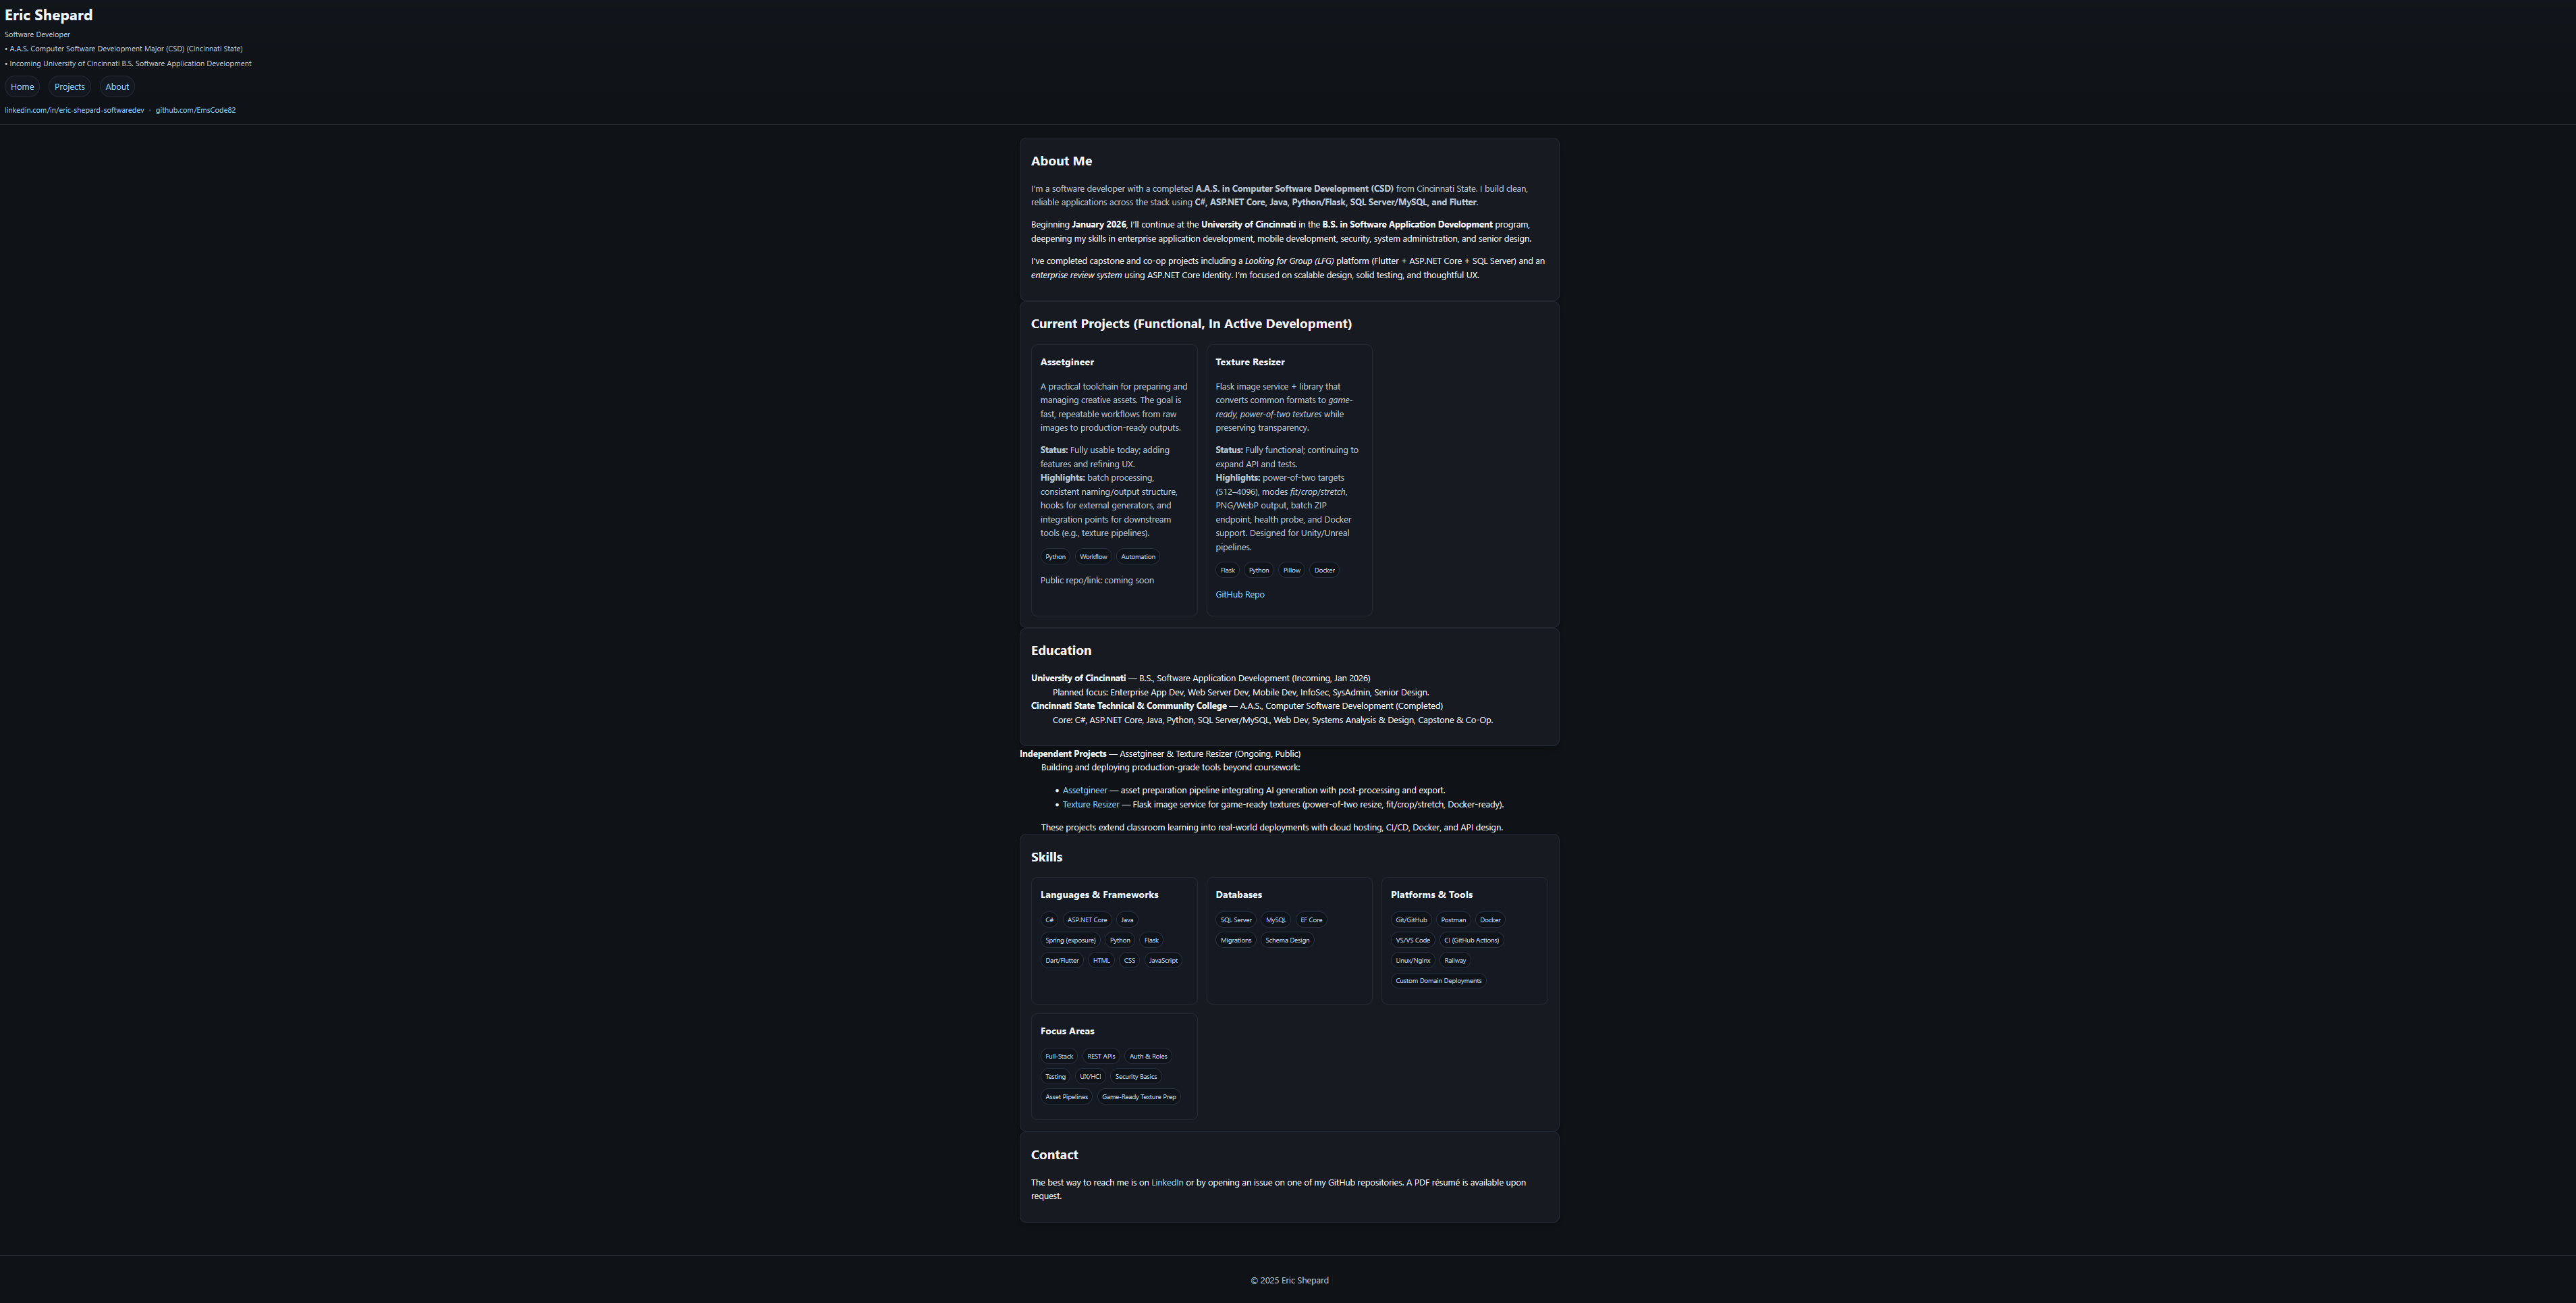 Eric Shepard
Software Developer
• A.A.S. Computer Software Development Major (CSD) (Cincinnati State)
• Incoming University of Cincinnati B.S. Software Application Development
Home Projects About
linkedin.com/in/eric-shepard-softwaredev · github.com/EmsCode82
About Me
I'm a software developer with a completed A.A.S. in Computer Software Development (CSD) from Cincinnati State. I build clean,
reliable applications across the stack using C#, ASP.NET Core, Java, Python/Flask, SQL Server/MySQL, and Flutter.
Beginning January 2026, I'll continue at the University of Cincinnati in the B.S. in Software Application Development program,
deepening my skills in enterprise application development, mobile development, security, system administration, and senior design.
I've completed capstone and co-op projects including a Looking for Group (LFG) platform (Flutter + ASP.NET Core + SQL Server) and an
enterprise review system using ASP.NET Core Identity. I'm focused on scalable design, solid testing, and thoughtful UX.
Current Projects (Functional, In Active Development)
Assetgineer
A practical toolchain for preparing and
managing creative assets. The goal is
fast, repeatable workflows from raw
images to production-ready outputs.
Status: Fully usable today; adding
features and refining UX.
Highlights: batch processing,
consistent naming/output structure,
hooks for external generators, and
integration points for downstream
tools (e.g., texture pipelines).
Python Workflow Automation
Public repo/link: coming soon
Texture Resizer
Flask image service + library that
converts common formats to game-
ready, power-of-two textures while
preserving transparency.
Status: Fully functional; continuing to
expand API and tests.
Highlights: power-of-two targets
(512–4096), modes fit/crop/stretch,
PNG/WebP output, batch ZIP
endpoint, health probe, and Docker
support. Designed for Unity/Unreal
pipelines.
Flask Python Pillow Docker
GitHub Repo
Education
University of Cincinnati — B.S., Software Application Development (Incoming, Jan 2026)
Planned focus: Enterprise App Dev, Web Server Dev, Mobile Dev, InfoSec, SysAdmin, Senior Design.
Cincinnati State Technical & Community College — A.A.S., Computer Software Development (Completed)
Core: C#, ASP.NET Core, Java, Python, SQL Server/MySQL, Web Dev, Systems Analysis & Design, Capstone & Co-Op.
Independent Projects — Assetgineer & Texture Resizer (Ongoing, Public)
Building and deploying production-grade tools beyond coursework:
• Assetgineer — asset preparation pipeline integrating AI generation with post-processing and export.
• Texture Resizer — Flask image service for game-ready textures (power-of-two resize, fit/crop/stretch, Docker-ready).
These projects extend classroom learning into real-world deployments with cloud hosting, CI/CD, Docker, and API design.
Skills
Languages & Frameworks
C# ASP.NET Core Java
Spring (exposure) Python Flask
Dart/Flutter HTML CSS JavaScript
Databases
SQL Server MySQL EF Core
Migrations Schema Design
Platforms & Tools
Git/GitHub Postman Docker
VS/VS Code CI (GitHub Actions)
Linux/Nginx Railway
Custom Domain Deployments
Focus Areas
Full-Stack REST APIs Auth & Roles
Testing UX/HCI Security Basics
Asset Pipelines Game-Ready Texture Prep
Contact
The best way to reach me is on LinkedIn or by opening an issue on one of my GitHub repositories. A PDF résumé is available upon
request.
© 2025 Eric Shepard